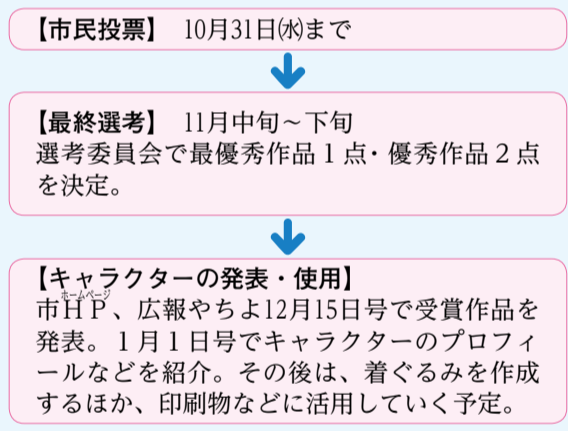 【市民投票】 10月31日㈬まで
【最終選考】 11月中旬～下旬
選考委員会で最優秀作品１点・優秀作品２点
を決定。
【キャラクターの発表・使用】
ホームページ
市ＨＰ、広報やちよ12月15日号で受賞作品を
発表。１月１日号でキャラクターのプロフィ
ールなどを紹介。その後は、着ぐるみを作成
するほか、印刷物などに活用していく予定。